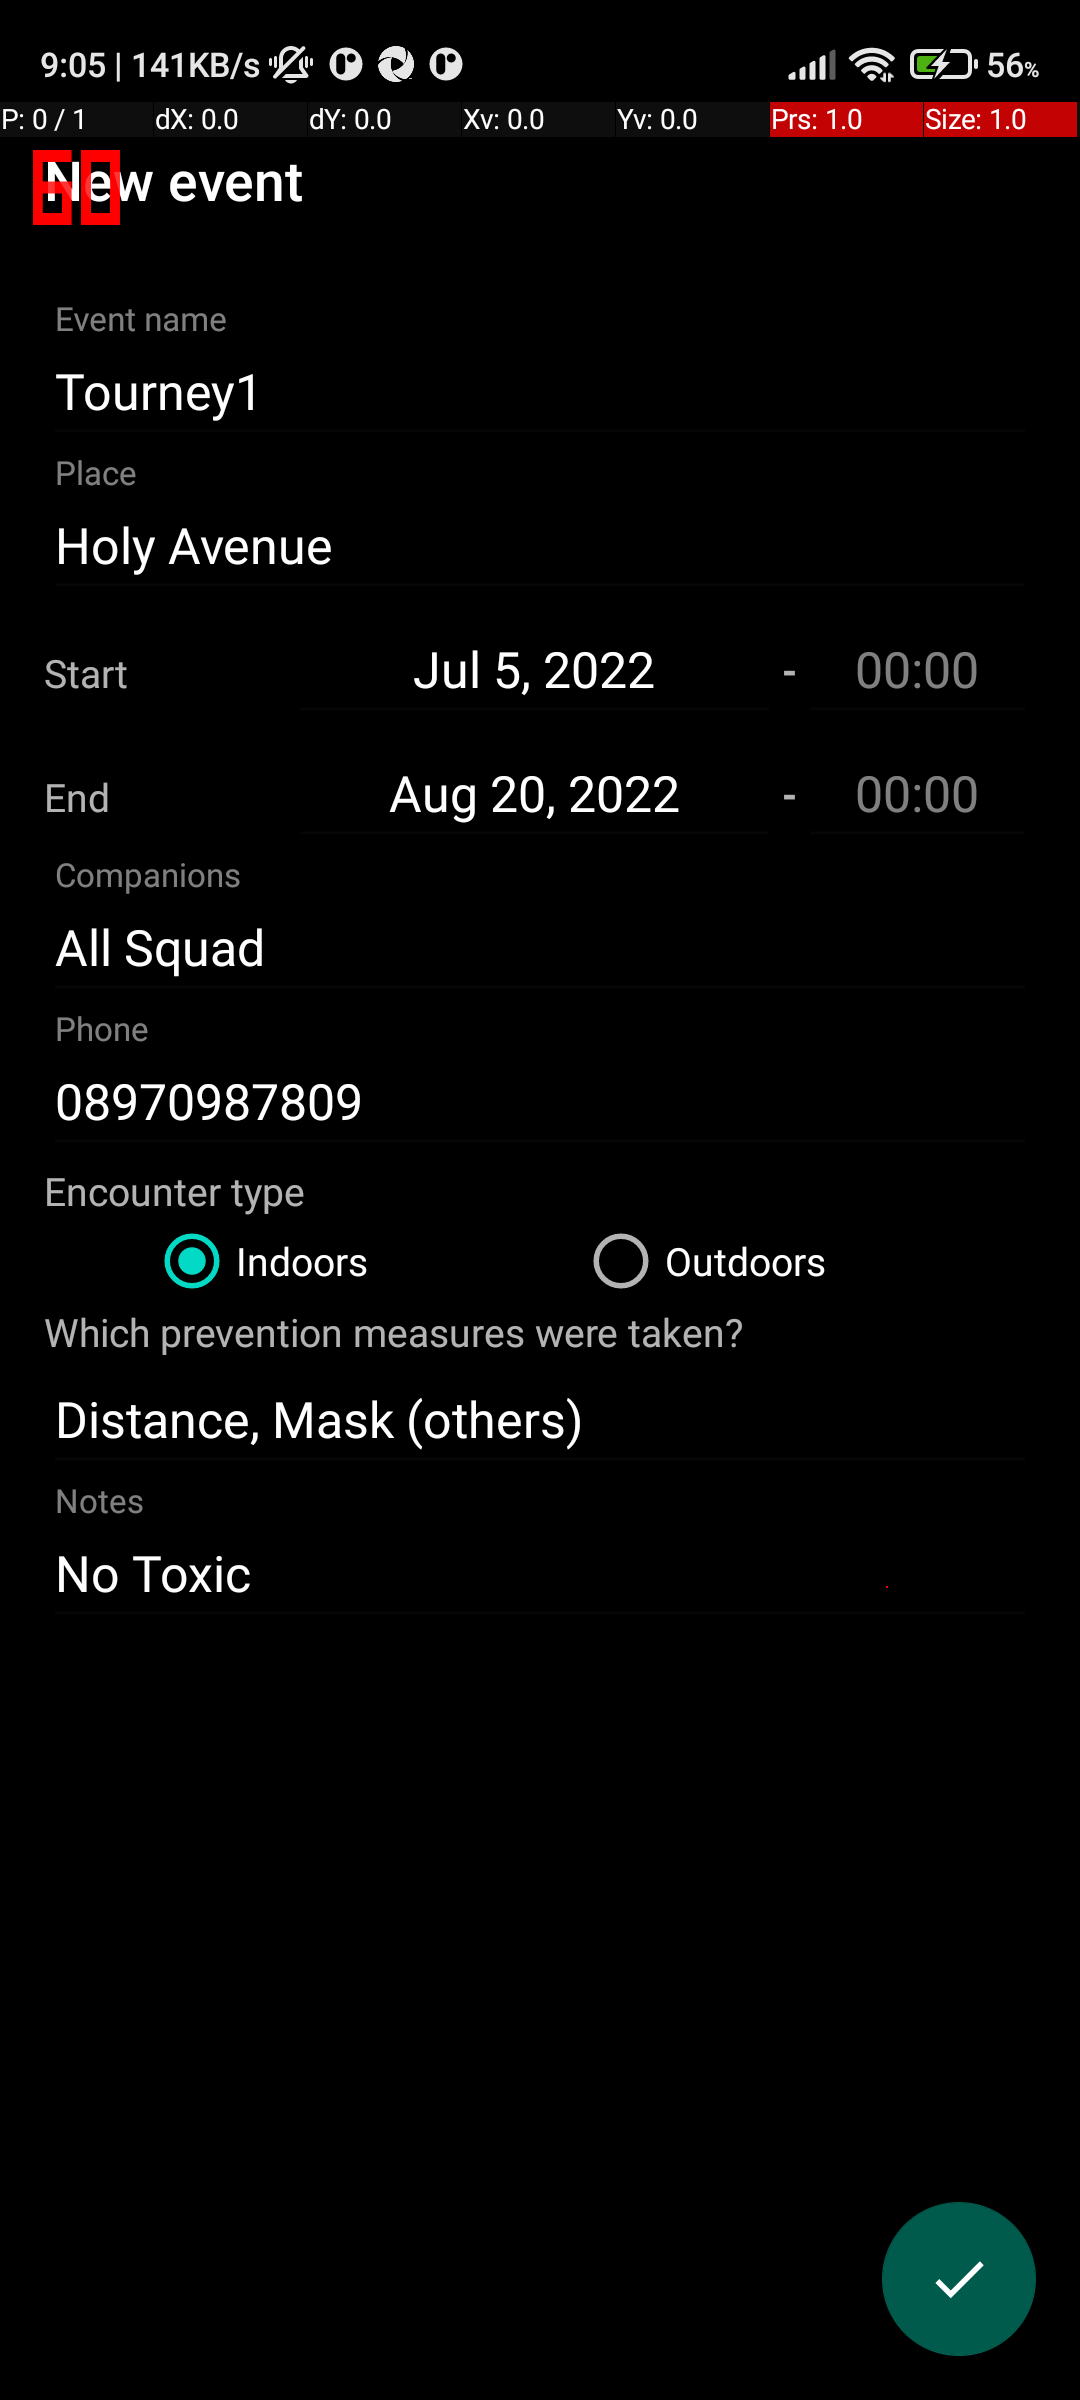 9:05 | 141KB/s 56%
P: 0 / 1 dX: 0.0 dY: 0.0 Xv: 0.0 Yv: 0.0 Prs: 1.0 Size: 1.0
60
New event
Event name
Tourney1
Place
Holy Avenue
Start Jul 5, 2022 - 00:00
End Aug 20, 2022 - 00:00
Companions
All Squad
Phone
08970987809
Encounter type
Indoors Outdoors
Which prevention measures were taken?
Distance, Mask (others)
Notes
No Toxic